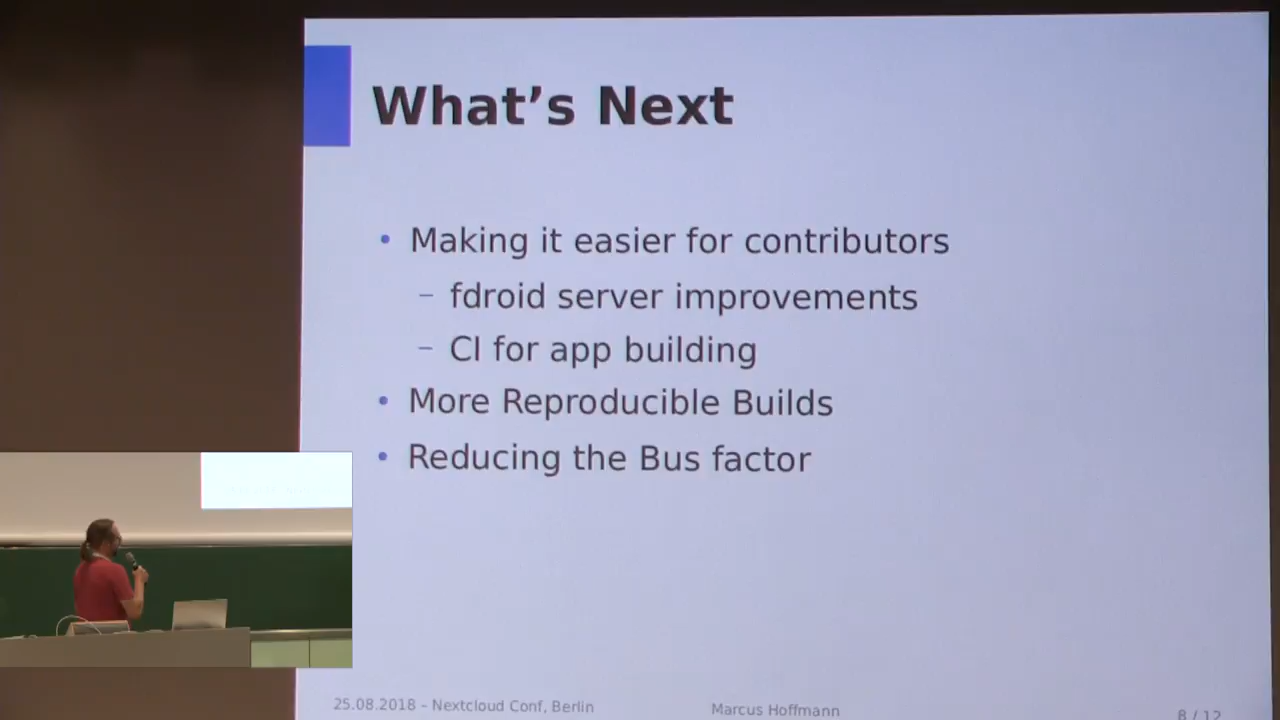 What's Next
• Making it easier for contributors
– fdroid server improvements
– CI for app building
• More Reproducible Builds
• Reducing the Bus factor
25.08.2018 – Nextcloud Conf, Berlin
Marcus Hoffmann
8 / 12